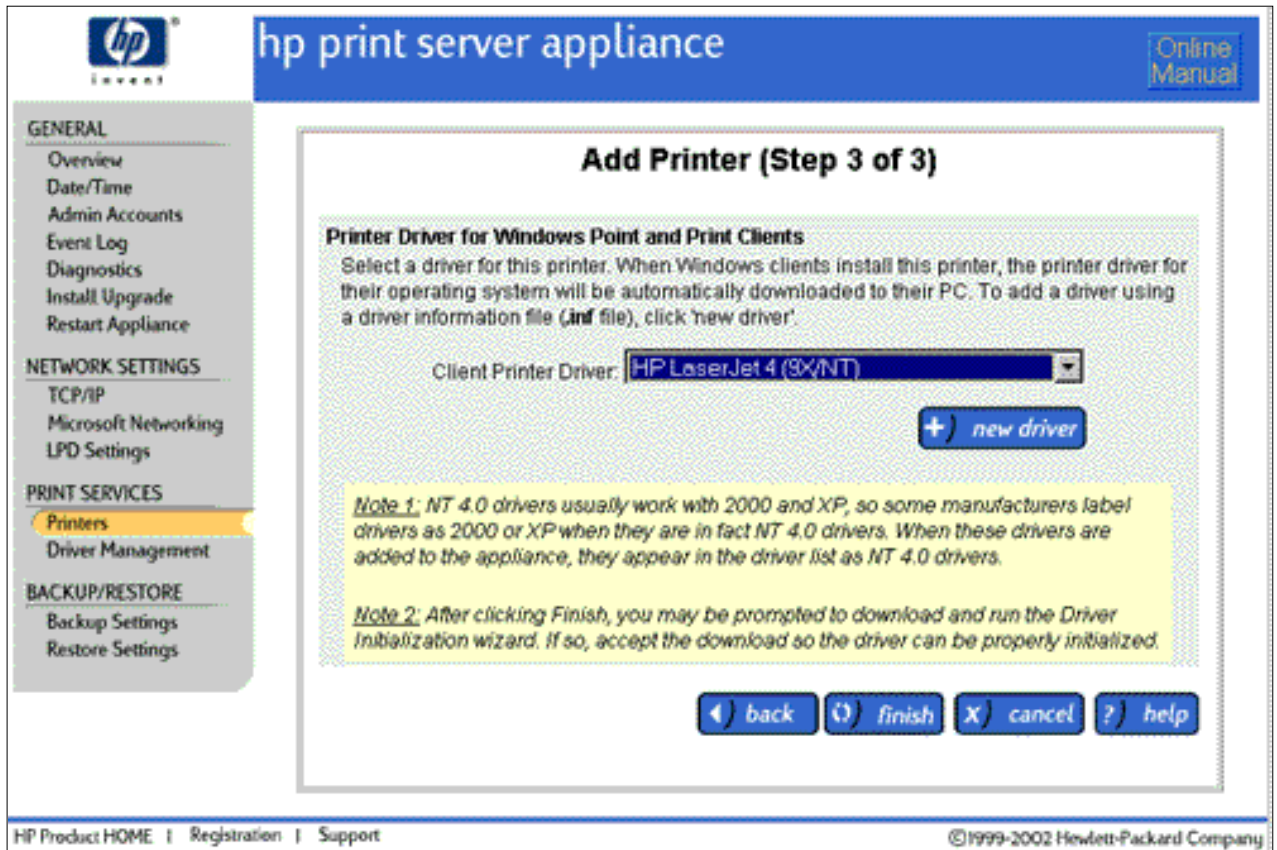 hp
invent
hp print server appliance
Online
Manual
GENERAL
Overview
Date/Time
Admin Accounts
Event Log
Diagnostics
Install Upgrade
Restart Appliance
NETWORK SETTINGS
TCP/IP
Microsoft Networking
LPD Settings
PRINT SERVICES
Printers
Driver Management
BACKUP/RESTORE
Backup Settings
Restore Settings
Add Printer (Step 3 of 3)
Printer Driver for Windows Point and Print Clients
Select a driver for this printer. When Windows clients install this printer, the printer driver for
their operating system will be automatically downloaded to their PC. To add a driver using
a driver information file (.inf file), click 'new driver'.
Client Printer Driver: HP LaserJet 4 (9X/NT)
+) new driver
Note 1: NT 4.0 drivers usually work with 2000 and XP, so some manufacturers label
drivers as 2000 or XP when they are in fact NT 4.0 drivers. When these drivers are
added to the appliance, they appear in the driver list as NT 4.0 drivers.
Note 2: After clicking Finish, you may be prompted to download and run the Driver
Initialization wizard. If so, accept the download so the driver can be properly initialized.
back finish x) cancel ?) help
HP Product HOME | Registration | Support ©1999-2002 Hewlett-Packard Company